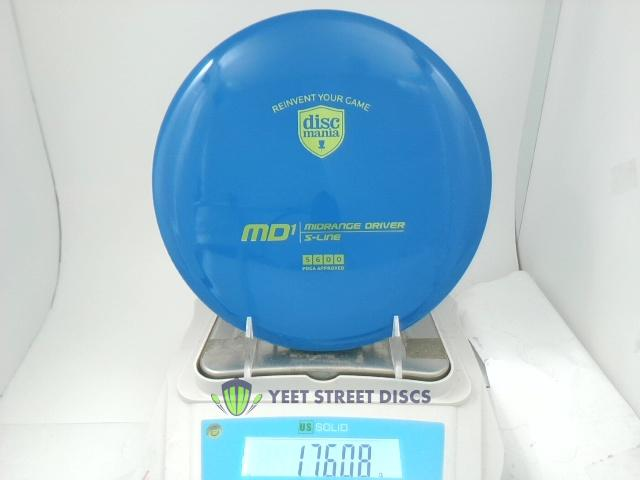 REINVENT YOUR GAME
disc
mania
MD1 MIDRANGE DRIVER
S-LINE
5 6 0 0
PDGA APPROVED
YEET STREET DISCS
US SOLID
176.08 g